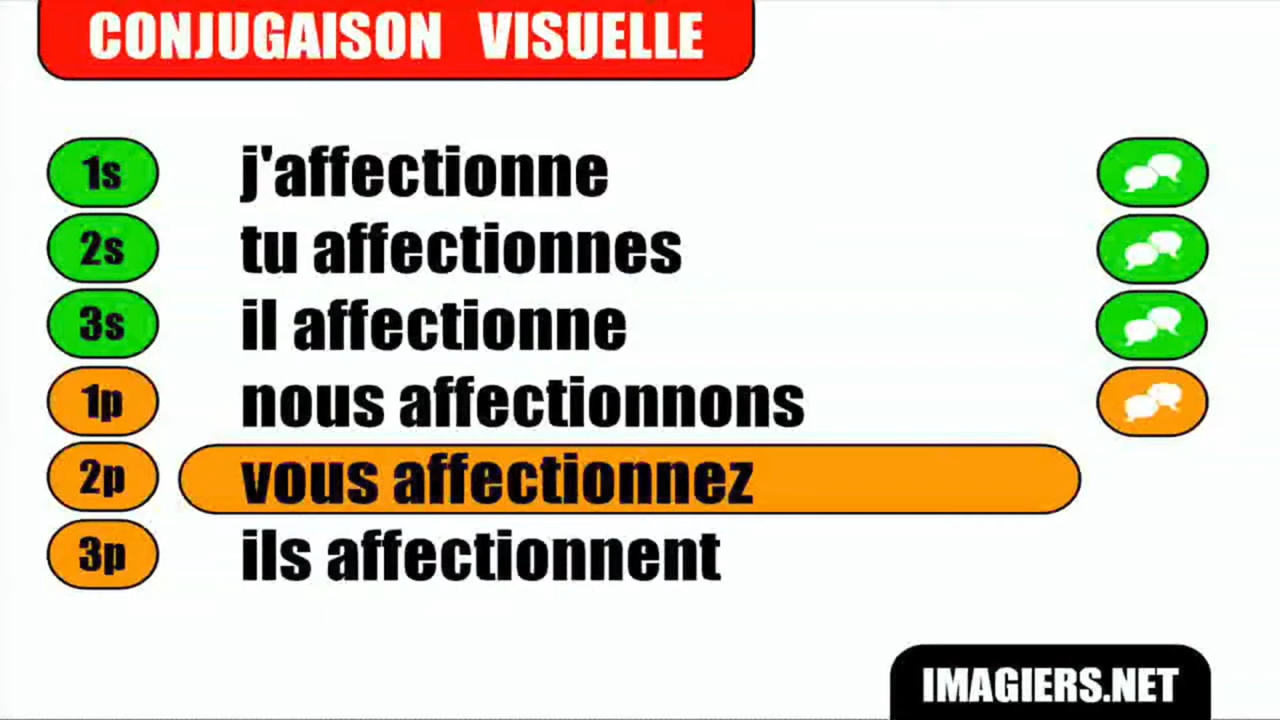 CONJUGAISON VISUELLE
1s j'affectionne
2s tu affectionnes
3s il affectionne
1p nous affectionnons
2p vous affectionnez
3p ils affectionnent
IMAGIERS.NET